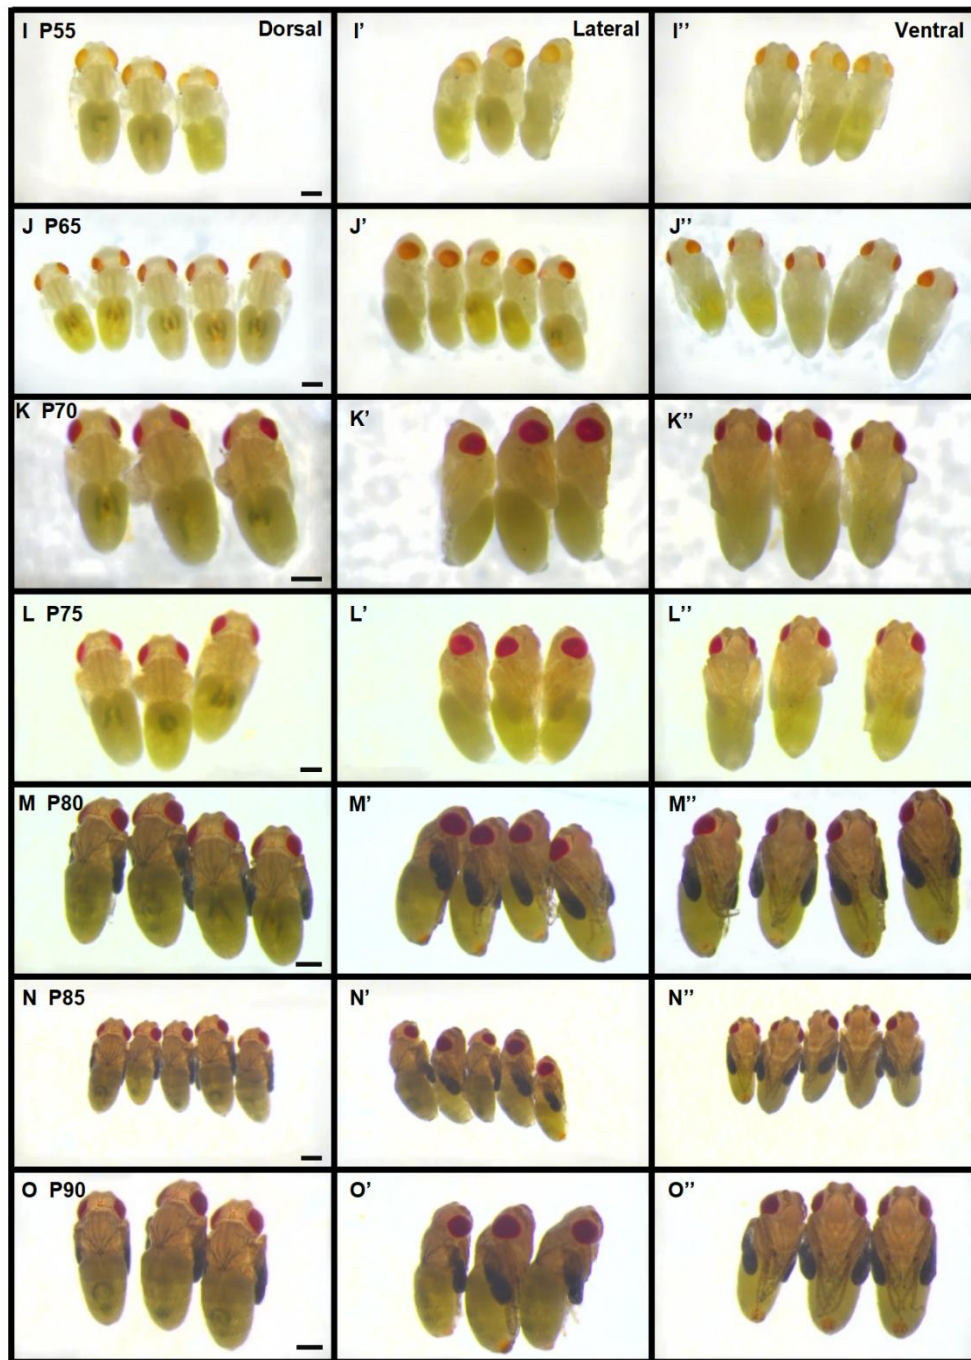 I P55 Dorsal
I' Lateral
I'' Ventral
J P65
J'
J''
K P70
K'
K''
L P75
L'
L''
M P80
M'
M''
N P85
N'
N''
O P90
O'
O''